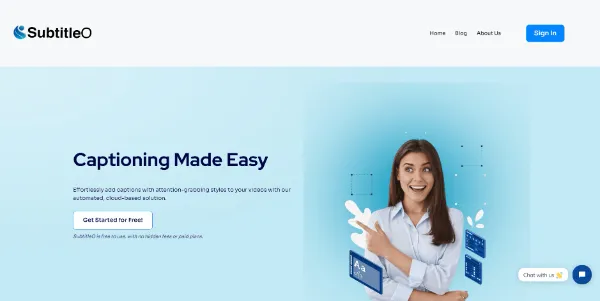 SubtitleO
Home Blog About Us Sign in
Captioning Made Easy
Effortlessly add captions with attention-grabbing styles to your videos with our
automated, cloud-based solution.
Get Started for Free!
SubtitleO is free to use, with no hidden fees or paid plans.
Aa
Chat with us 👋